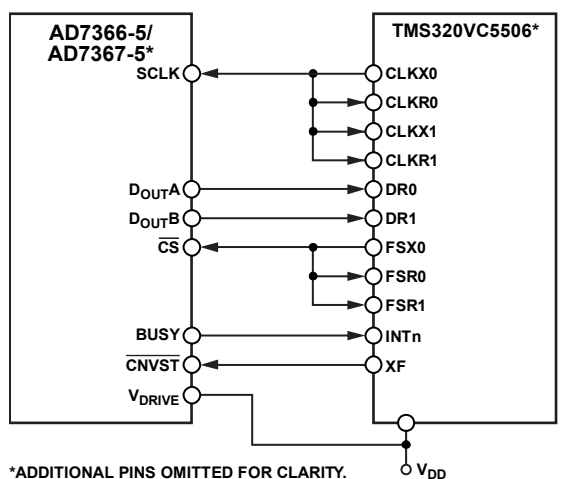 AD7366-5/
AD7367-5*
TMS320VC5506*
SCLK
CLKX0
CLKR0
CLKX1
CLKR1
DOUTA
DR0
DOUTB
DR1
CS
FSX0
FSR0
FSR1
BUSY
INTn
CNVST
XF
VDRIVE
*ADDITIONAL PINS OMITTED FOR CLARITY.
VDD